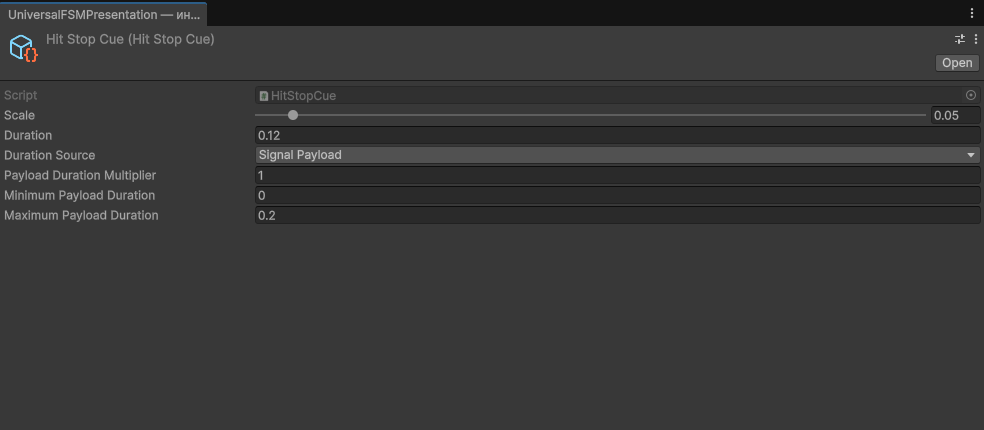 UniversalFSMPresentation — ин...
Hit Stop Cue (Hit Stop Cue)
Open
Script HitStopCue
Scale 0.05
Duration 0.12
Duration Source Signal Payload
Payload Duration Multiplier 1
Minimum Payload Duration 0
Maximum Payload Duration 0.2